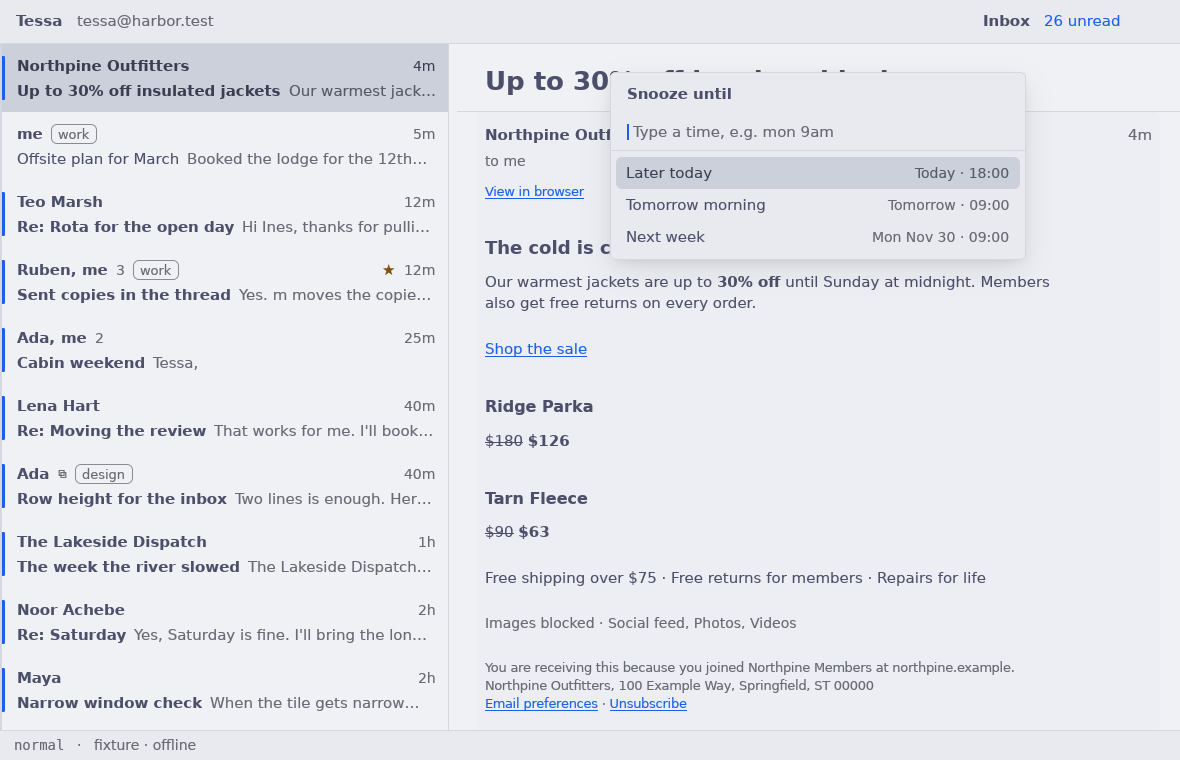 Tessa tessa@harbor.test
Inbox 26 unread
Northpine Outfitters 4m
Up to 30% off insulated jackets Our warmest jack…
me work 5m
Offsite plan for March Booked the lodge for the 12th…
Teo Marsh 12m
Re: Rota for the open day Hi Ines, thanks for pulli…
Ruben, me 3 work ★ 12m
Sent copies in the thread Yes. m moves the copie…
Ada, me 2 25m
Cabin weekend Tessa,
Lena Hart 40m
Re: Moving the review That works for me. I'll book…
Ada design 40m
Row height for the inbox Two lines is enough. Her…
The Lakeside Dispatch 1h
The week the river slowed The Lakeside Dispatch…
Noor Achebe 2h
Re: Saturday Yes, Saturday is fine. I'll bring the lon…
Maya 2h
Narrow window check When the tile gets narrow…
Up to 30%
Snooze until
Type a time, e.g. mon 9am
Later today Today · 18:00
Tomorrow morning Tomorrow · 09:00
Next week Mon Nov 30 · 09:00
Northpine 4m
to me
View in browser
The cold is
Our warmest jackets are up to 30% off until Sunday at midnight. Members
also get free returns on every order.
Shop the sale
Ridge Parka
$180 $126
Tarn Fleece
$90 $63
Free shipping over $75 · Free returns for members · Repairs for life
Images blocked · Social feed, Photos, Videos
You are receiving this because you joined Northpine Members at northpine.example.
Northpine Outfitters, 100 Example Way, Springfield, ST 00000
Email preferences · Unsubscribe
normal · fixture · offline